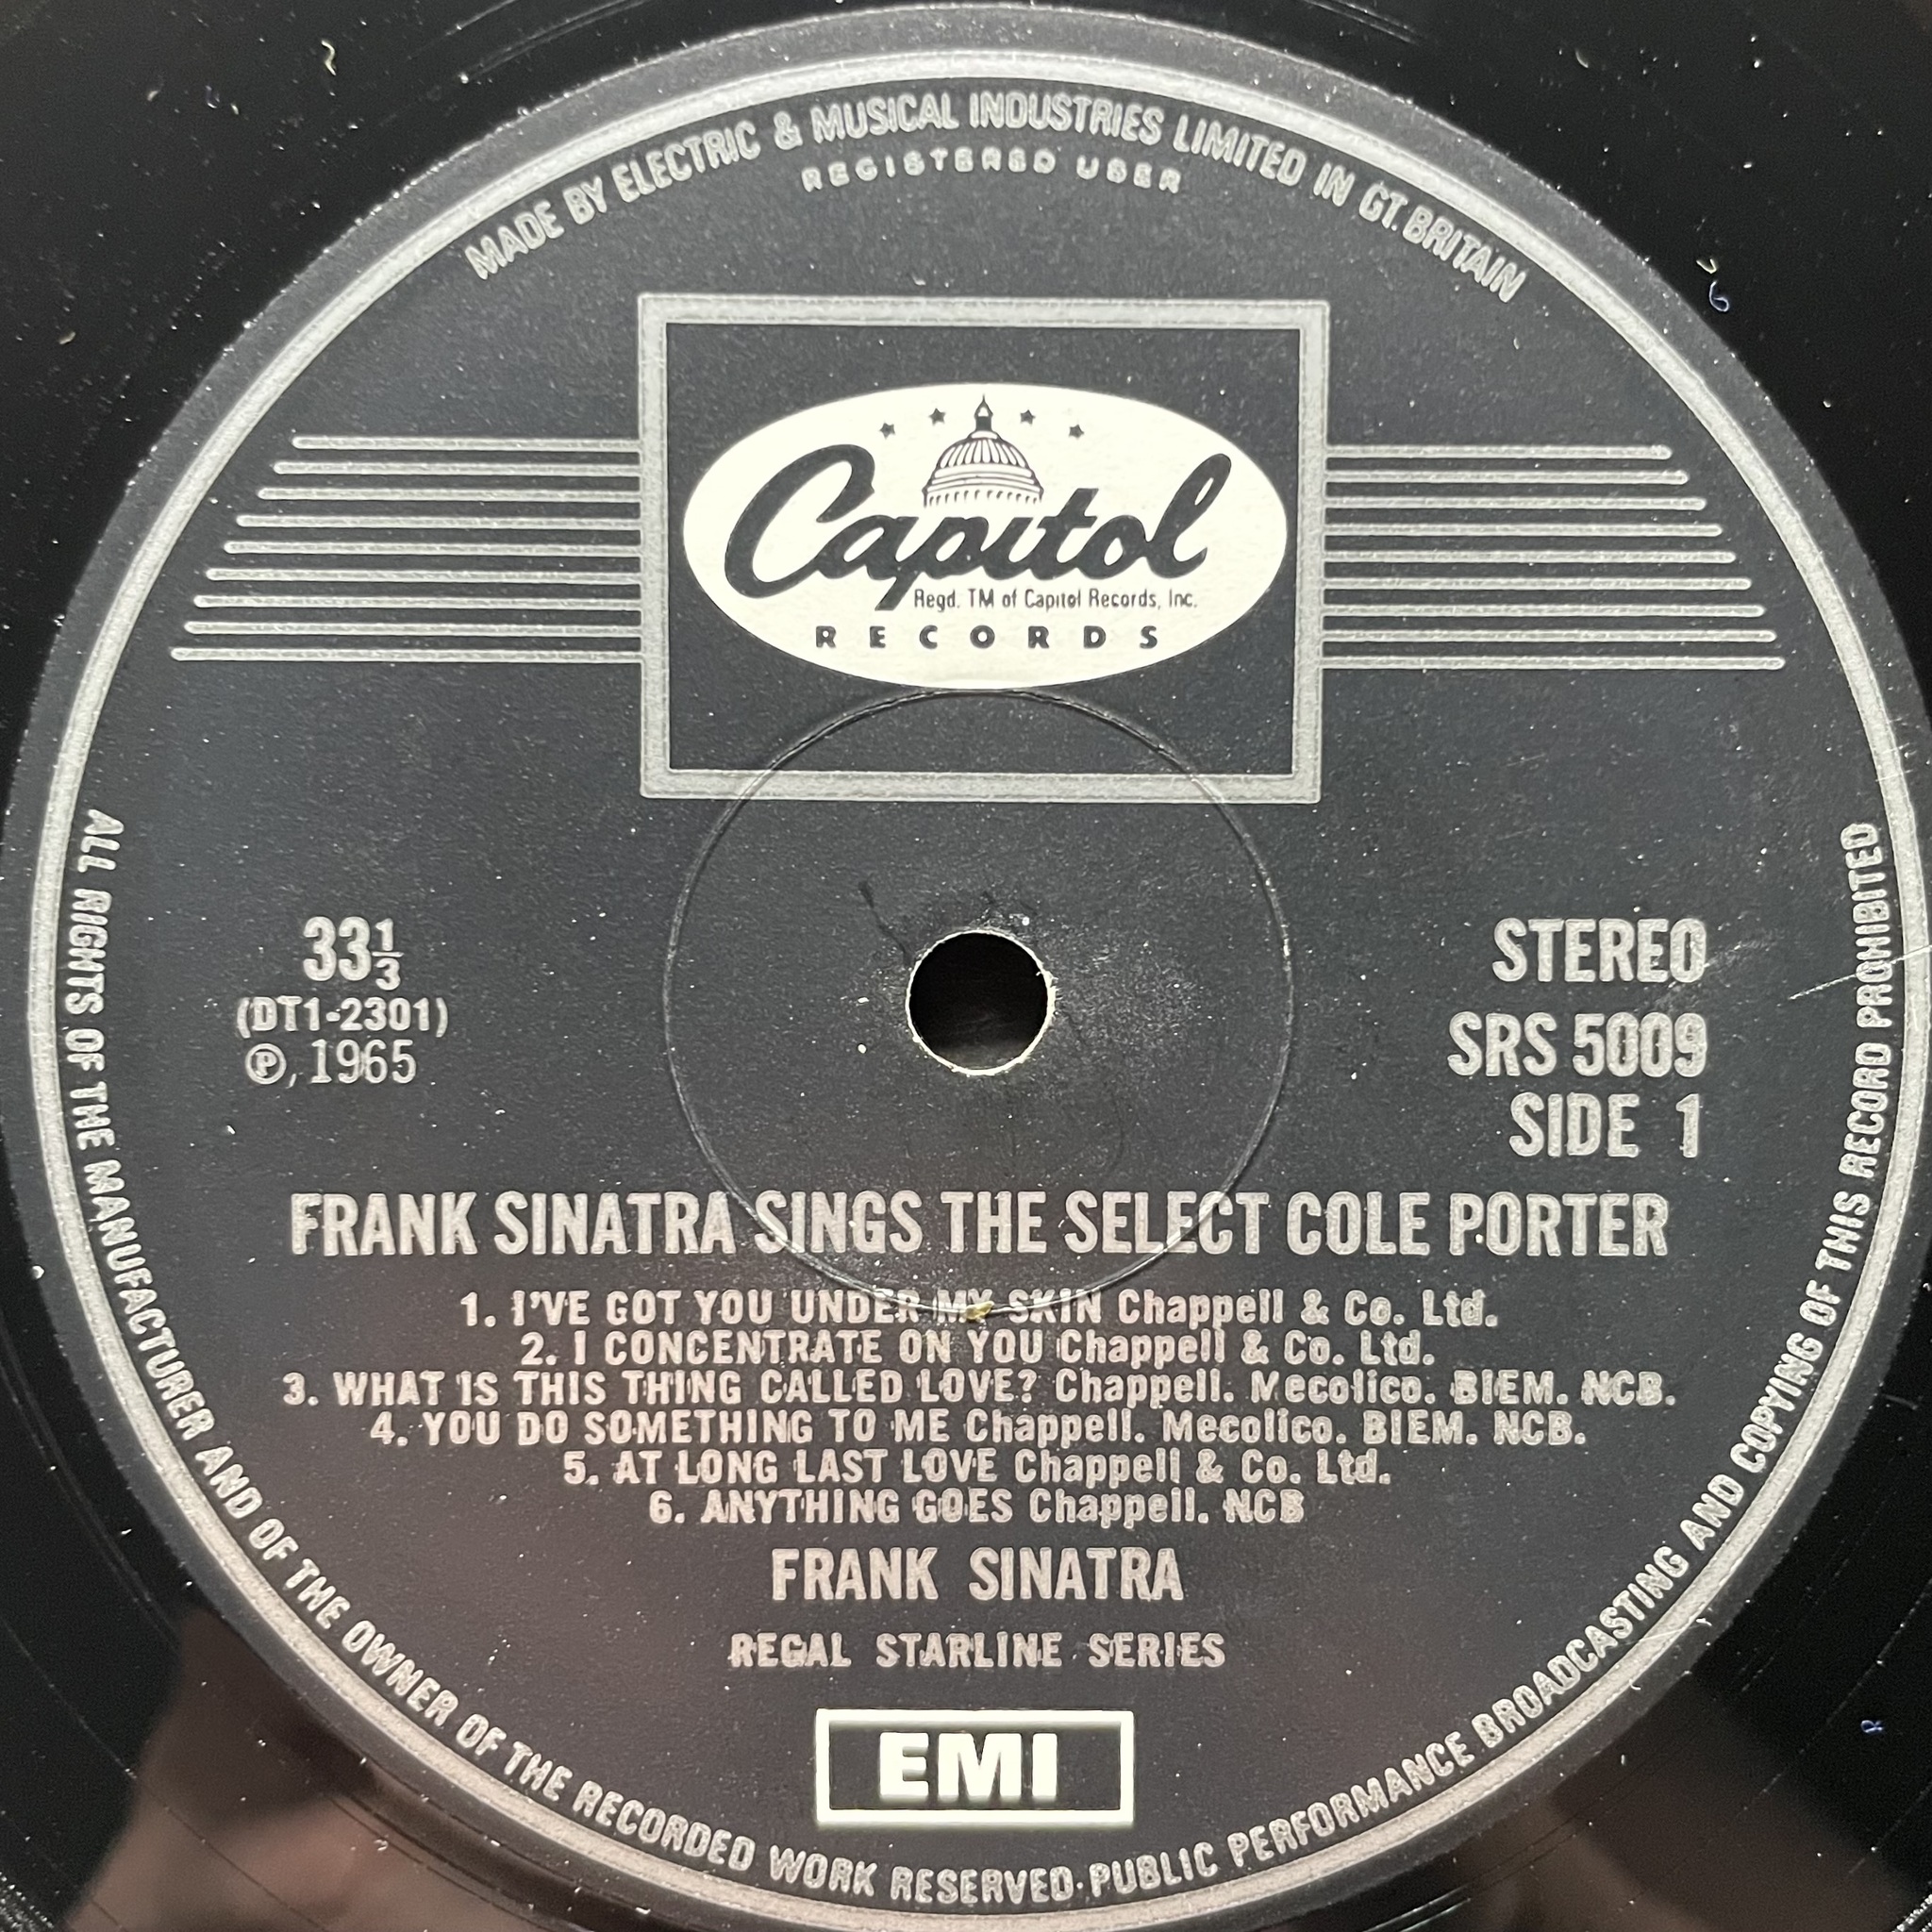 MADE BY ELECTRIC & MUSICAL INDUSTRIES LIMITED IN GT. BRITAIN
REGISTERED USER
Capitol
Regd. TM of Capitol Records, Inc.
RECORDS
33⅓
(DT1-2301)
℗, 1965
STEREO
SRS 5009
SIDE 1
FRANK SINATRA SINGS THE SELECT COLE PORTER
1. I'VE GOT YOU UNDER MY SKIN Chappell & Co. Ltd.
2. I CONCENTRATE ON YOU Chappell & Co. Ltd.
3. WHAT IS THIS THING CALLED LOVE? Chappell. Mecolico. BIEM. NCB.
4. YOU DO SOMETHING TO ME Chappell. Mecolico. BIEM. NCB.
5. AT LONG LAST LOVE Chappell & Co. Ltd.
6. ANYTHING GOES Chappell. NCB
FRANK SINATRA
REGAL STARLINE SERIES
EMI
ALL RIGHTS OF THE MANUFACTURER AND OF THE OWNER OF THE RECORDED WORK RESERVED·PUBLIC PERFORMANCE BROADCASTING AND COPYING OF THIS RECORD PROHIBITED